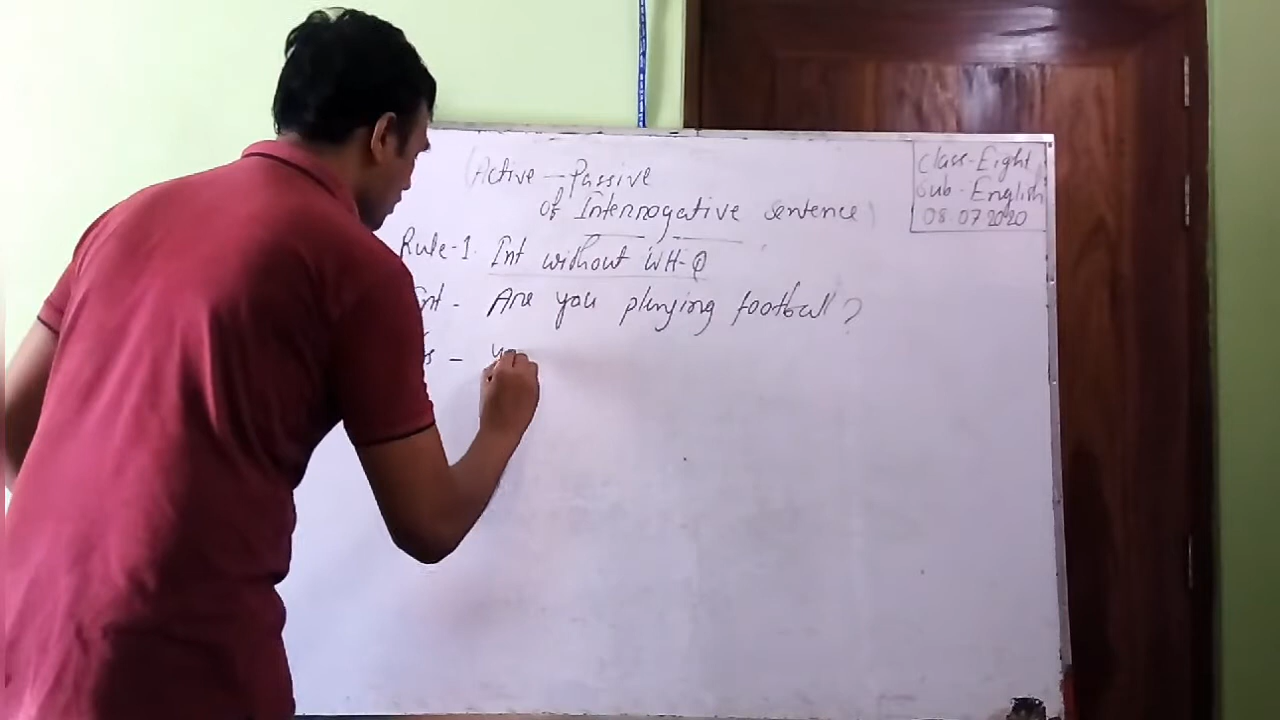 (Active - Passive
of Interrogative sentence)
Class-Eight
Sub-English
08 07 2020
Rule-1. Int without WH-Q
Int - Are you playing football?